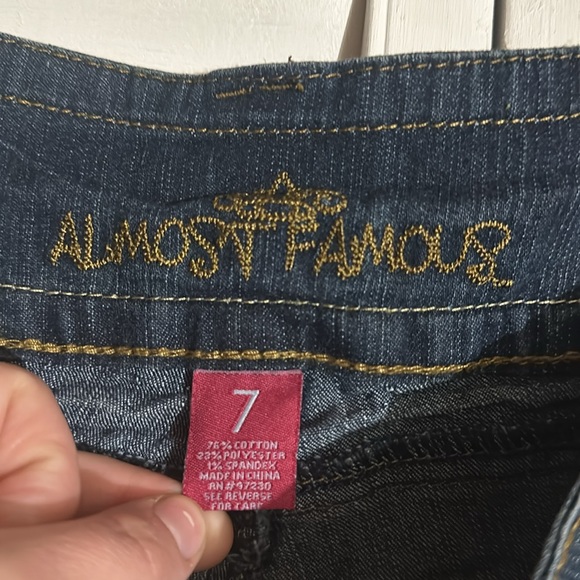 ALMOST FAMOUS
7
76% COTTON
23% POLYESTER
1% SPANDEX
MADE IN CHINA
RN#97230
SEE REVERSE
FOR CARE